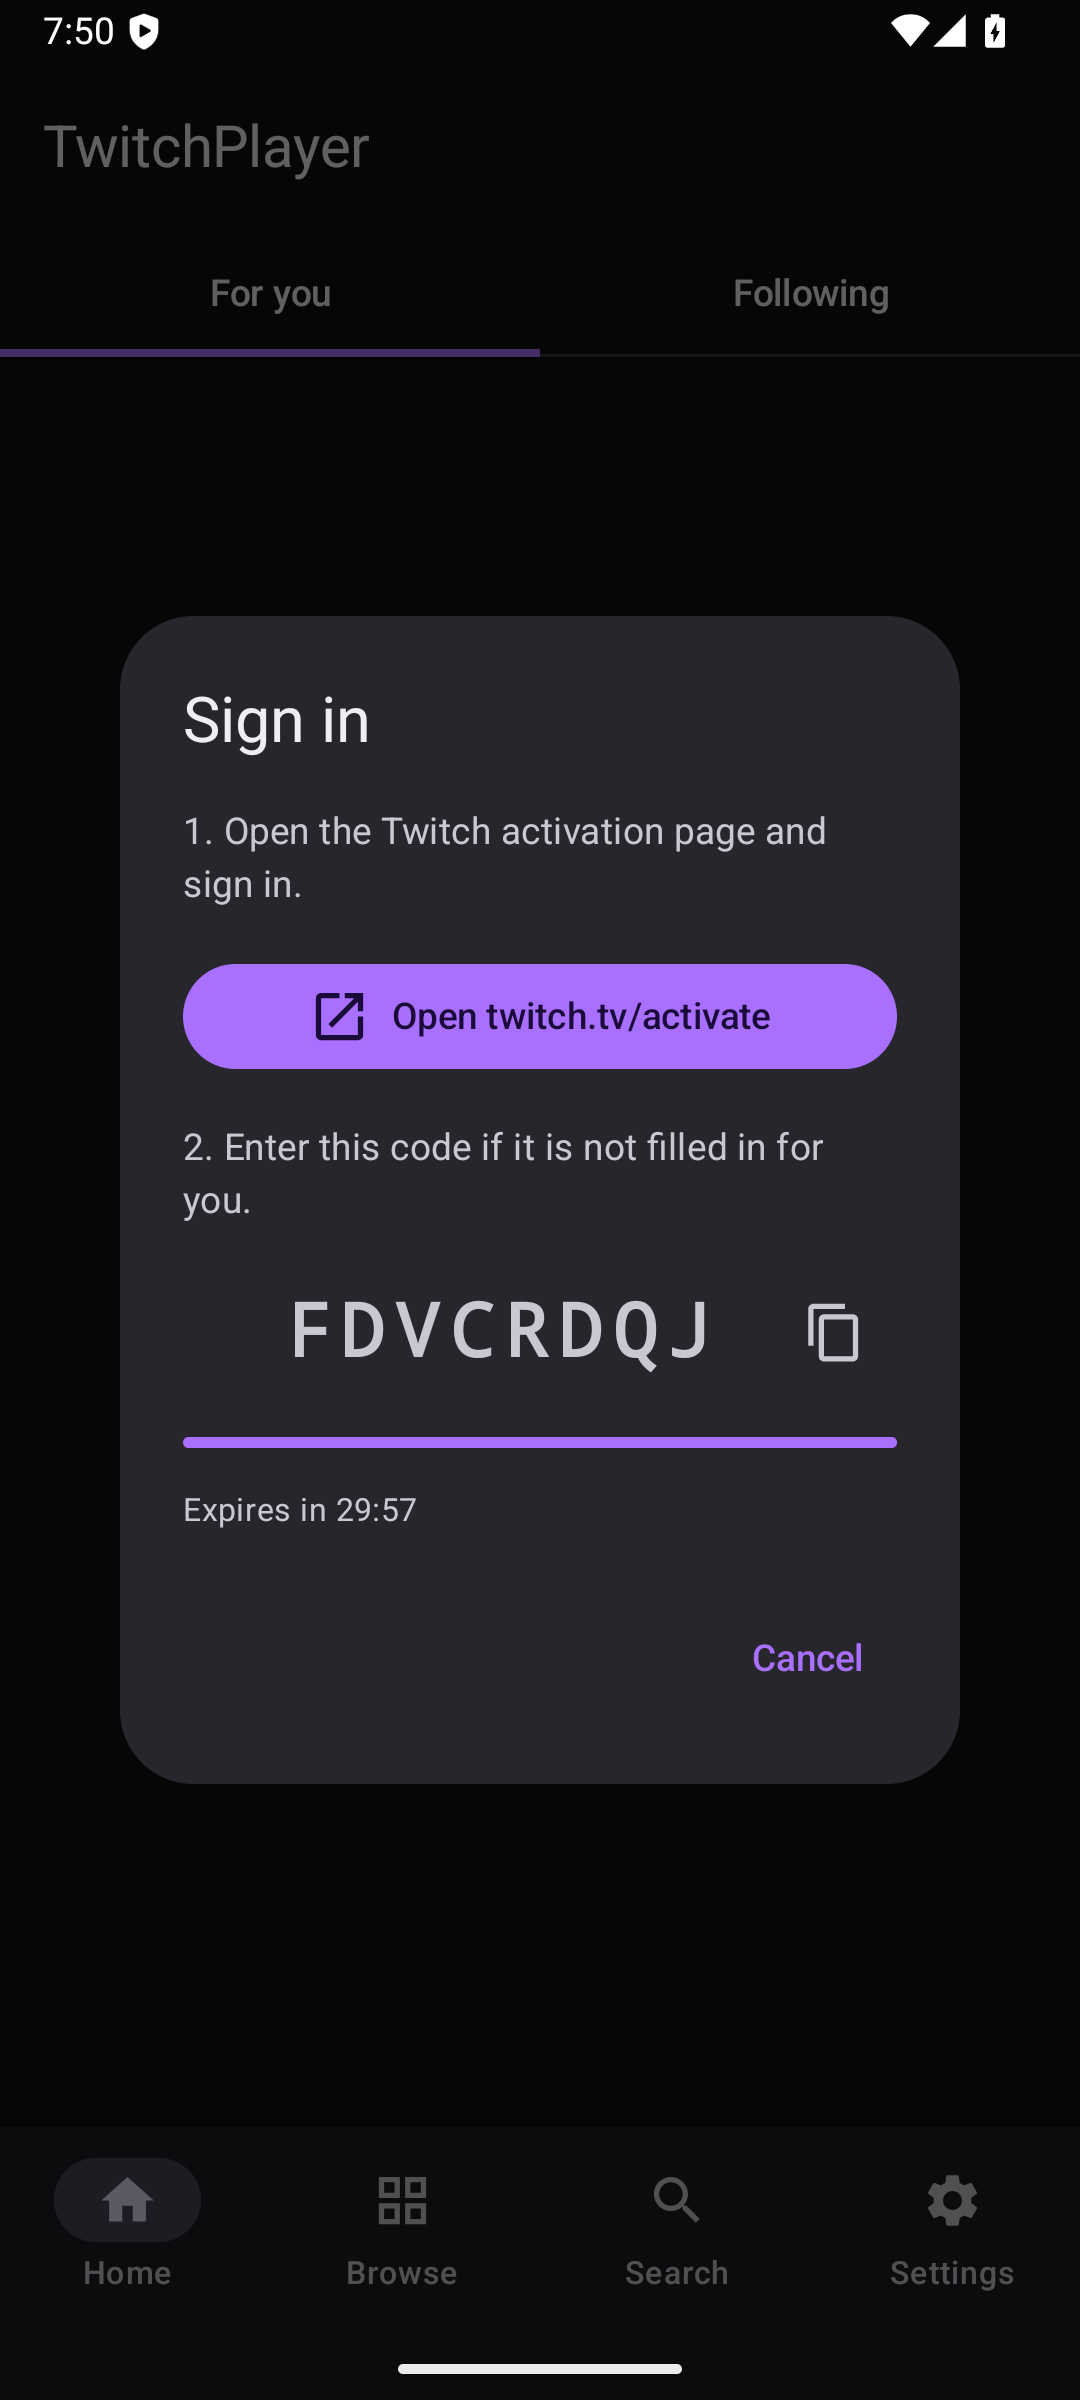 7:50
TwitchPlayer
For you
Following
Sign in
1. Open the Twitch activation page and
sign in.
Open twitch.tv/activate
2. Enter this code if it is not filled in for
you.
FDVCRDQJ
Expires in 29:57
Cancel
Home
Browse
Search
Settings